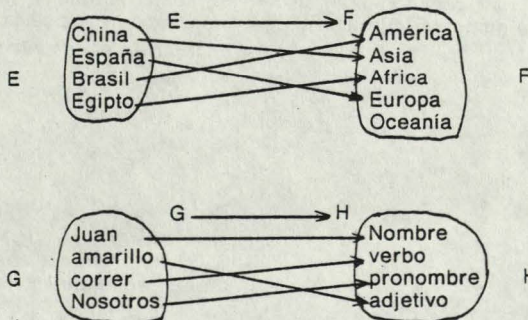 E F
China
España
Brasil
Egipto
América
Asia
Africa
Europa
Oceanía
E F
G H
Juan
amarillo
correr
Nosotros
Nombre
verbo
pronombre
adjetivo
G H